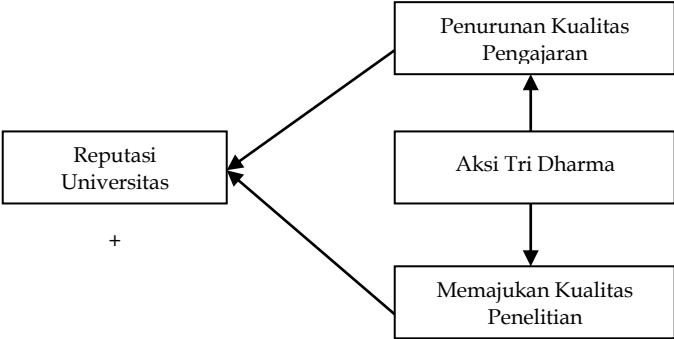 Penurunan Kualitas
Pengajaran
Reputasi
Universitas
Aksi Tri Dharma
+
Memajukan Kualitas
Penelitian